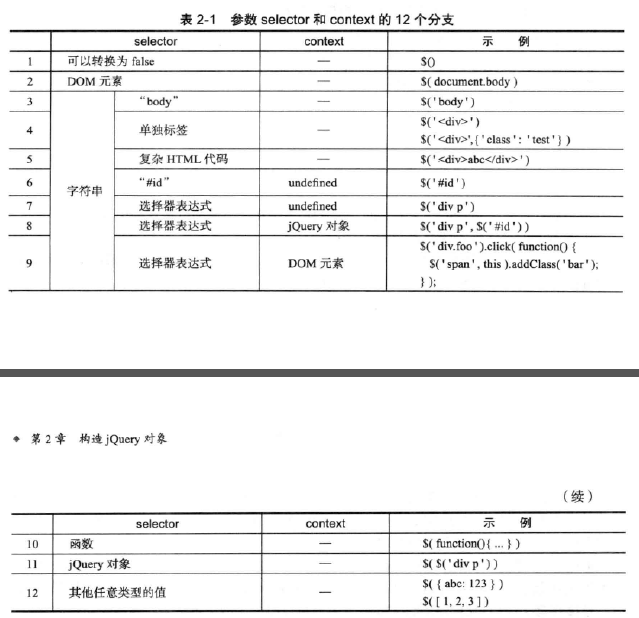 表 2-1 参数 selector 和 context 的 12 个分支
selector context 示 例
1 可以转换为 false — $()
2 DOM 元素 — $( document.body )
字符串
3 “body” — $('body')
4 单独标签 — $('<div>')
$('<div>',{'class': 'test'} )
5 复杂 HTML 代码 — $('<div>abc</div>')
6 “#id” undefined $('#id')
7 选择器表达式 undefined $('div p')
8 选择器表达式 jQuery 对象 $('div p', $('#id'))
9 选择器表达式 DOM 元素 $('div.foo').click( function() {
$('span', this ).addClass('bar');
} );
◆ 第 2 章 构造 jQuery 对象
（续）
selector context 示 例
10 函数 — $( function(){ ... } )
11 jQuery 对象 — $( $('div p'))
12 其他任意类型的值 — $( { abc: 123 } )
$( [ 1, 2, 3 ] )